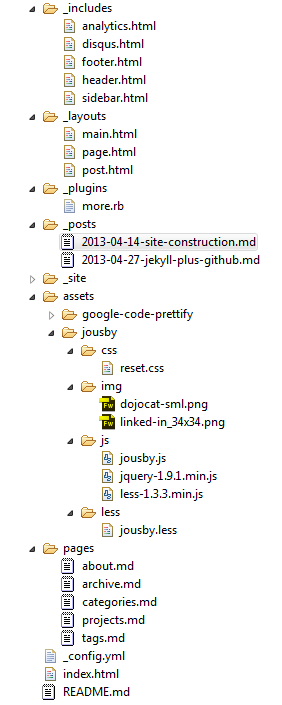 _includes
analytics.html
disqus.html
footer.html
header.html
sidebar.html
_layouts
main.html
page.html
post.html
_plugins
more.rb
_posts
2013-04-14-site-construction.md
2013-04-27-jekyll-plus-github.md
_site
assets
google-code-prettify
jousby
css
reset.css
img
dojocat-sml.png
linked-in_34x34.png
js
jousby.js
jquery-1.9.1.min.js
less-1.3.3.min.js
less
jousby.less
pages
about.md
archive.md
categories.md
projects.md
tags.md
_config.yml
index.html
README.md